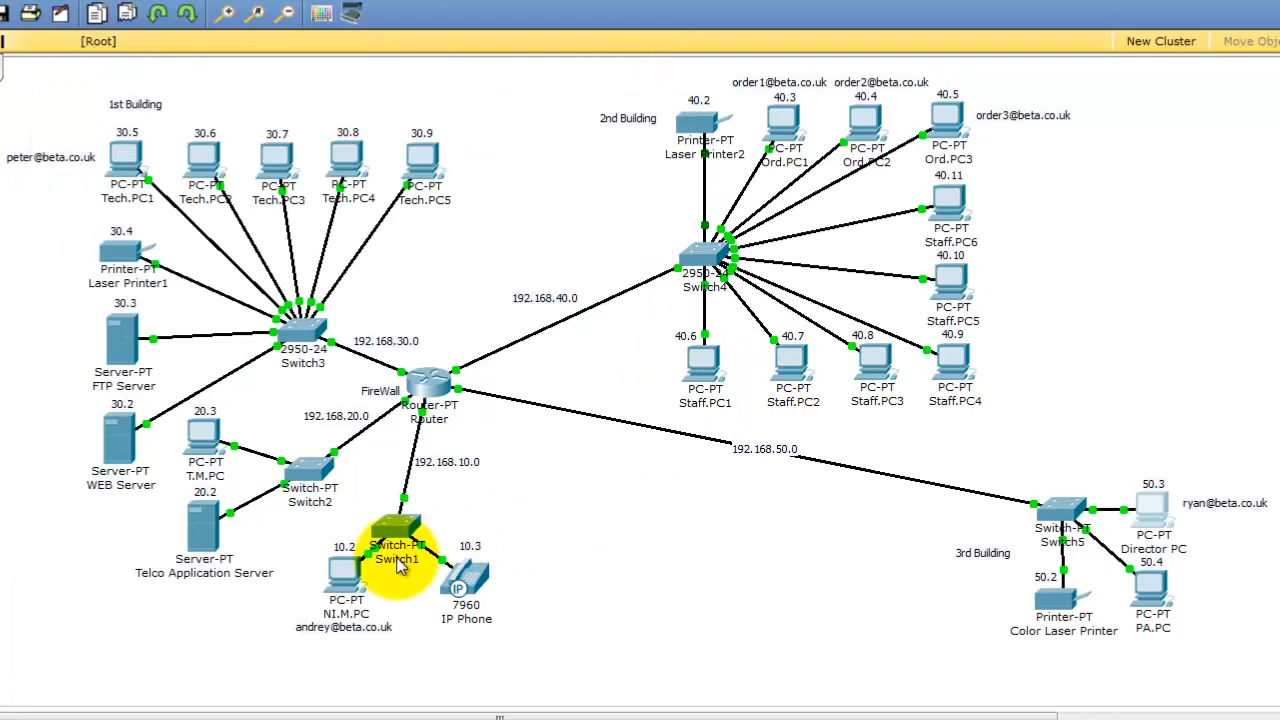 [Root]
New Cluster
Move Obje
1st Building
peter@beta.co.uk
30.5
PC-PT
Tech.PC1
30.6
PC-PT
Tech.PC2
30.7
PC-PT
Tech.PC3
30.8
PC-PT
Tech.PC4
30.9
PC-PT
Tech.PC5
30.4
Printer-PT
Laser Printer1
30.3
Server-PT
FTP Server
30.2
Server-PT
WEB Server
2950-24
Switch3
192.168.30.0
FireWall
Router-PT
Router
192.168.20.0
20.3
PC-PT
T.M.PC
20.2
Server-PT
Telco Application Server
Switch-PT
Switch2
192.168.10.0
Switch-PT
Switch1
10.2
PC-PT
NI.M.PC
andrey@beta.co.uk
10.3
IP
7960
IP Phone
192.168.40.0
2nd Building
40.2
Printer-PT
Laser Printer2
order1@beta.co.uk
40.3
PC-PT
Ord.PC1
order2@beta.co.uk
40.4
PC-PT
Ord.PC2
40.5
order3@beta.co.uk
PC-PT
Ord.PC3
40.11
PC-PT
Staff.PC6
40.10
PC-PT
Staff.PC5
2950-24
Switch4
40.6
PC-PT
Staff.PC1
40.7
PC-PT
Staff.PC2
40.8
PC-PT
Staff.PC3
40.9
PC-PT
Staff.PC4
192.168.50.0
3rd Building
Switch-PT
Switch5
50.3
ryan@beta.co.uk
PC-PT
Director PC
50.2
Printer-PT
Color Laser Printer
50.4
PC-PT
PA.PC